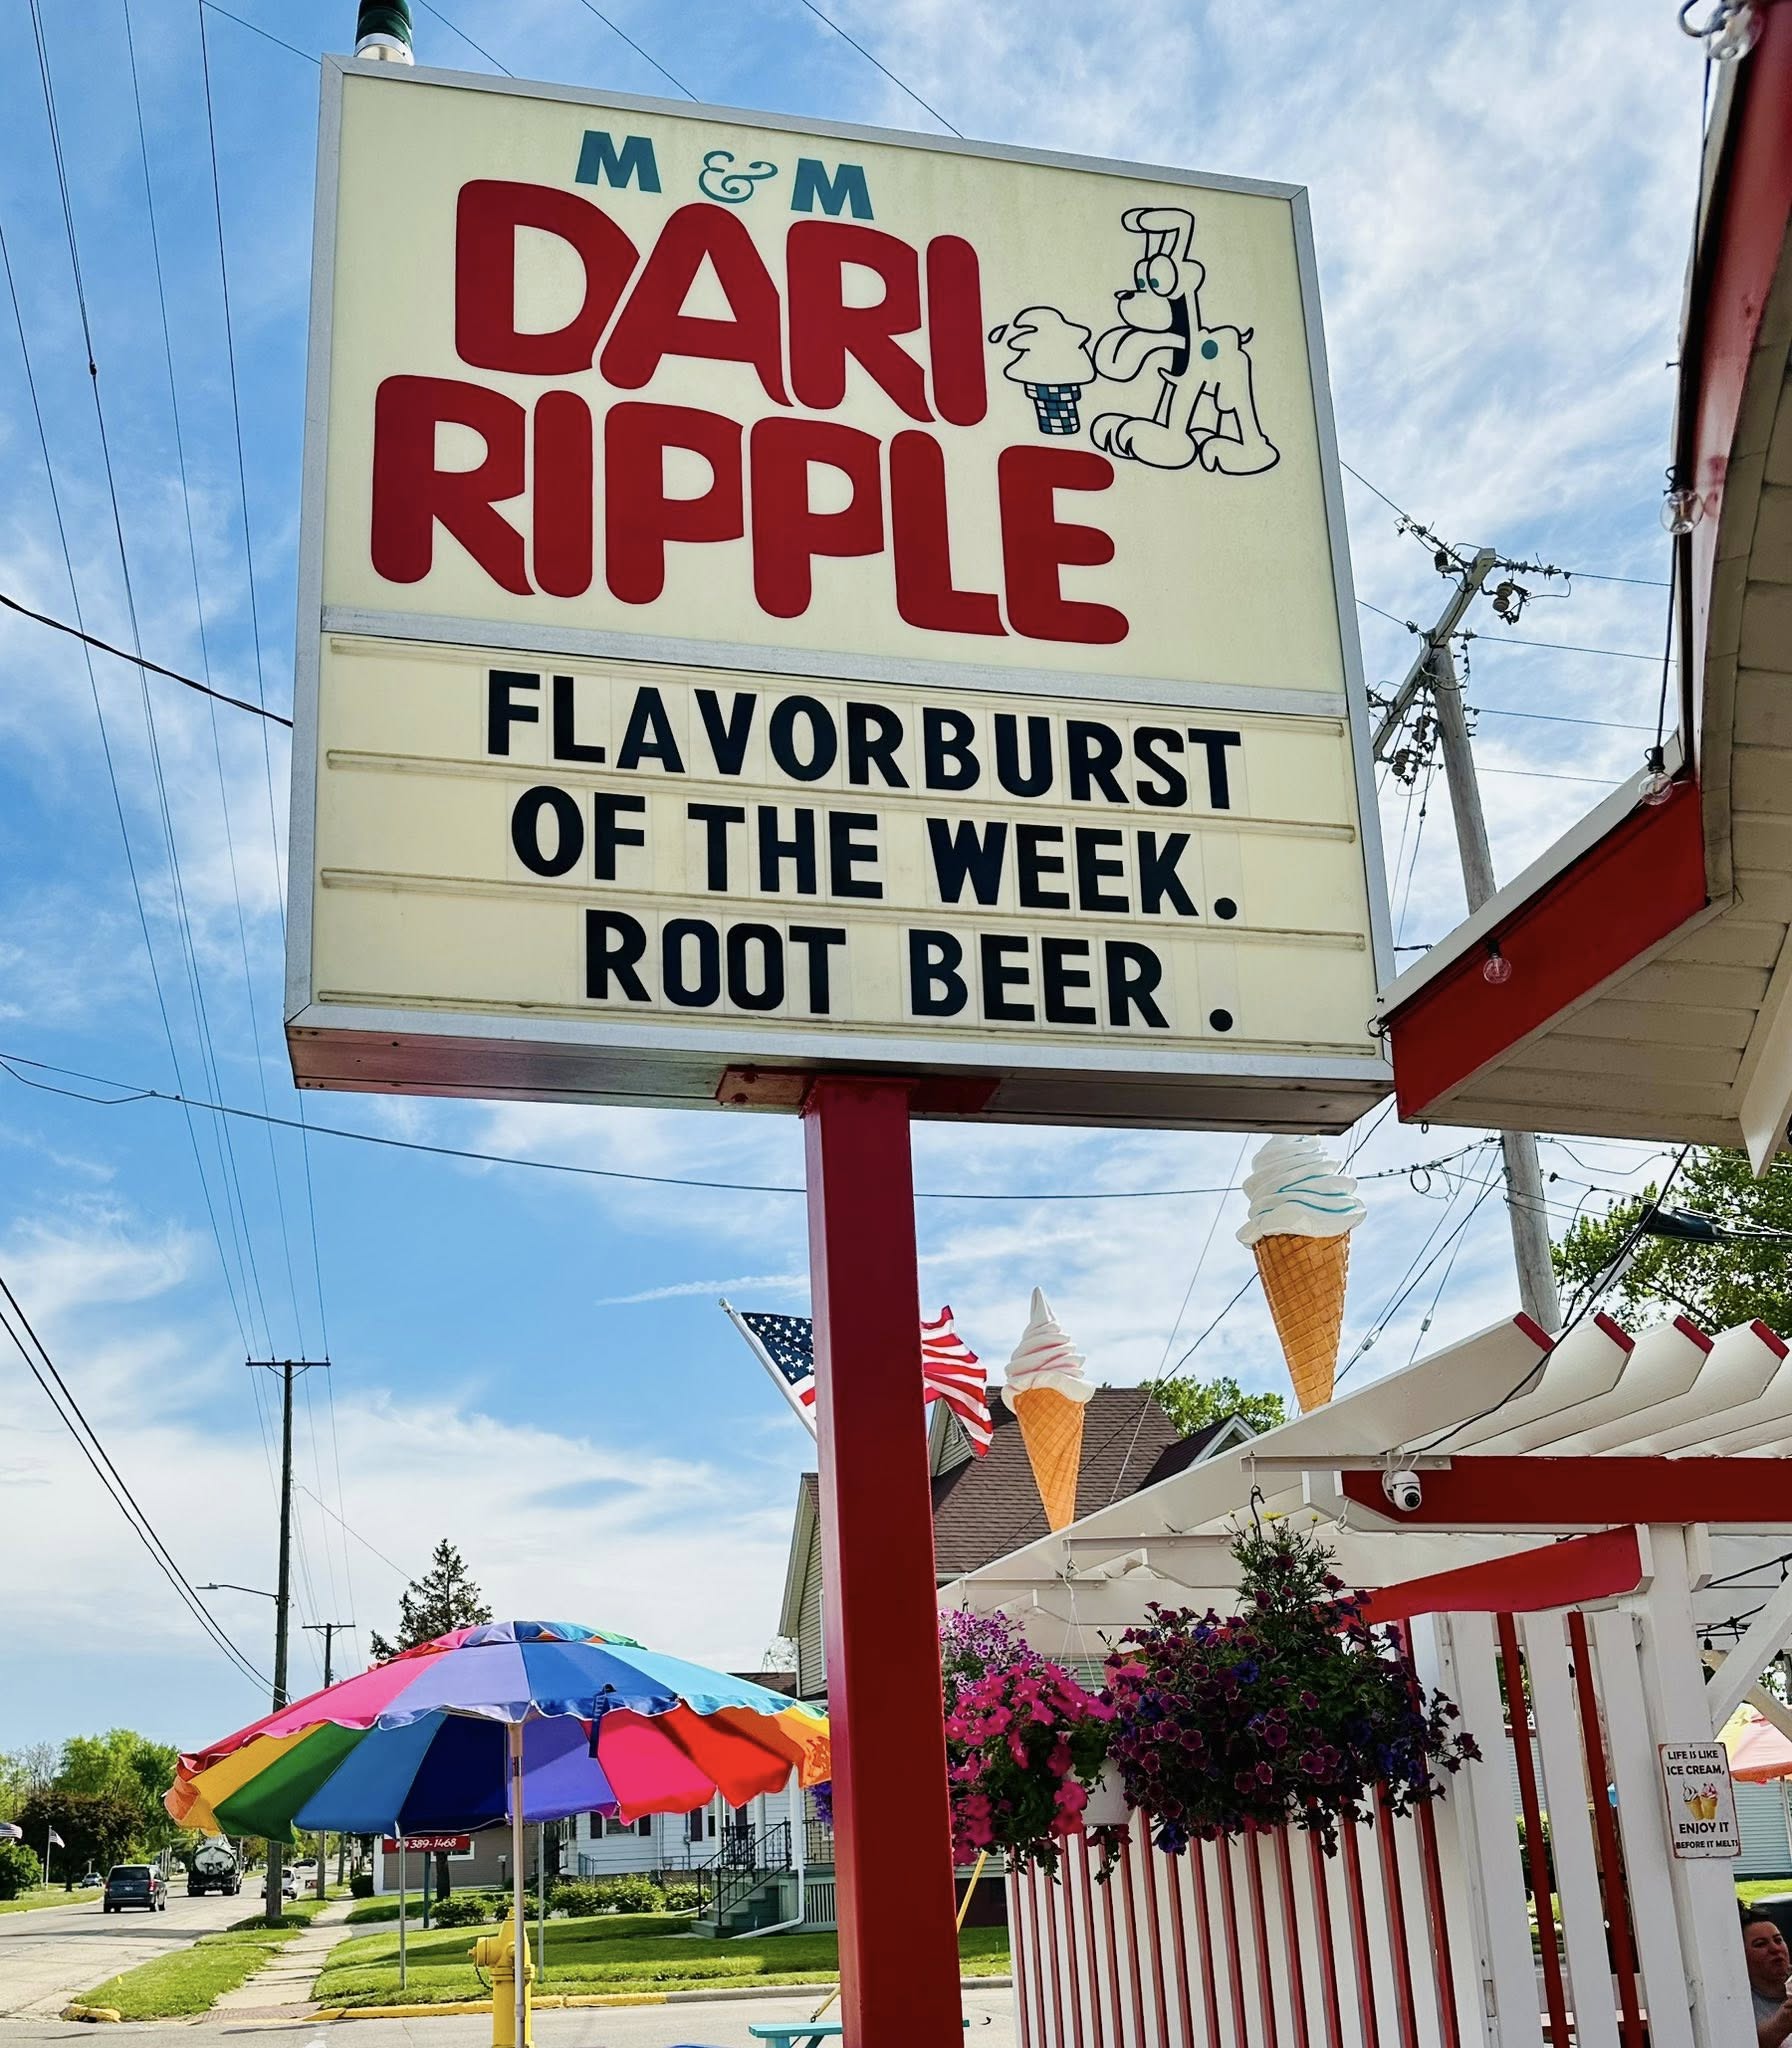 M & M
DARI
RIPPLE
FLAVORBURST
OF THE WEEK.
ROOT BEER .
389-1468
LIFE IS LIKE
ICE CREAM,
ENJOY IT
BEFORE IT MELTS